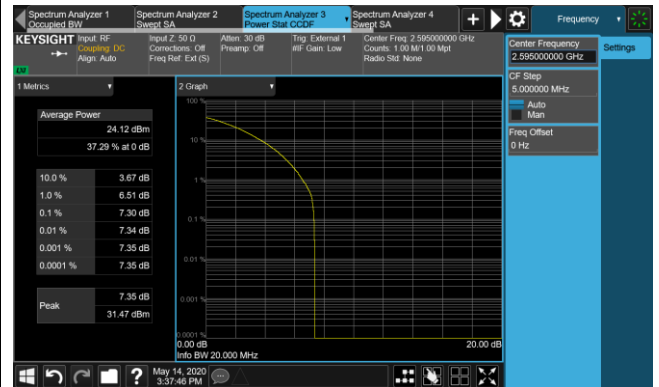 Spectrum Analyzer 1
Occupied BW
Spectrum Analyzer 2
Swept SA
Spectrum Analyzer 3
Power Stat CCDF
Spectrum Analyzer 4
Swept SA
Frequency
KEYSIGHT
Input: RF
Coupling: DC
Align: Auto
Input Z: 50 Ω
Corrections: Off
Freq Ref: Ext (S)
Atten: 30 dB
Preamp: Off
Trig: External 1
#IF Gain: Low
Center Freq: 2.595000000 GHz
Counts: 1.00 M/1.00 Mpt
Radio Std: None
LXI
Center Frequency
2.595000000 GHz
Settings
CF Step
5.000000 MHz
Auto
Man
Freq Offset
0 Hz
1 Metrics
Average Power
24.12 dBm
37.29 % at 0 dB
10.0 % 3.67 dB
1.0 % 6.51 dB
0.1 % 7.30 dB
0.01 % 7.34 dB
0.001 % 7.35 dB
0.0001 % 7.35 dB
Peak
7.35 dB
31.47 dBm
2 Graph
100 %
10 %
1 %
0.1 %
0.01 %
0.001 %
0.0001 %
0.00 dB
20.00 dB
Info BW 20.000 MHz
May 14, 2020
3:37:46 PM